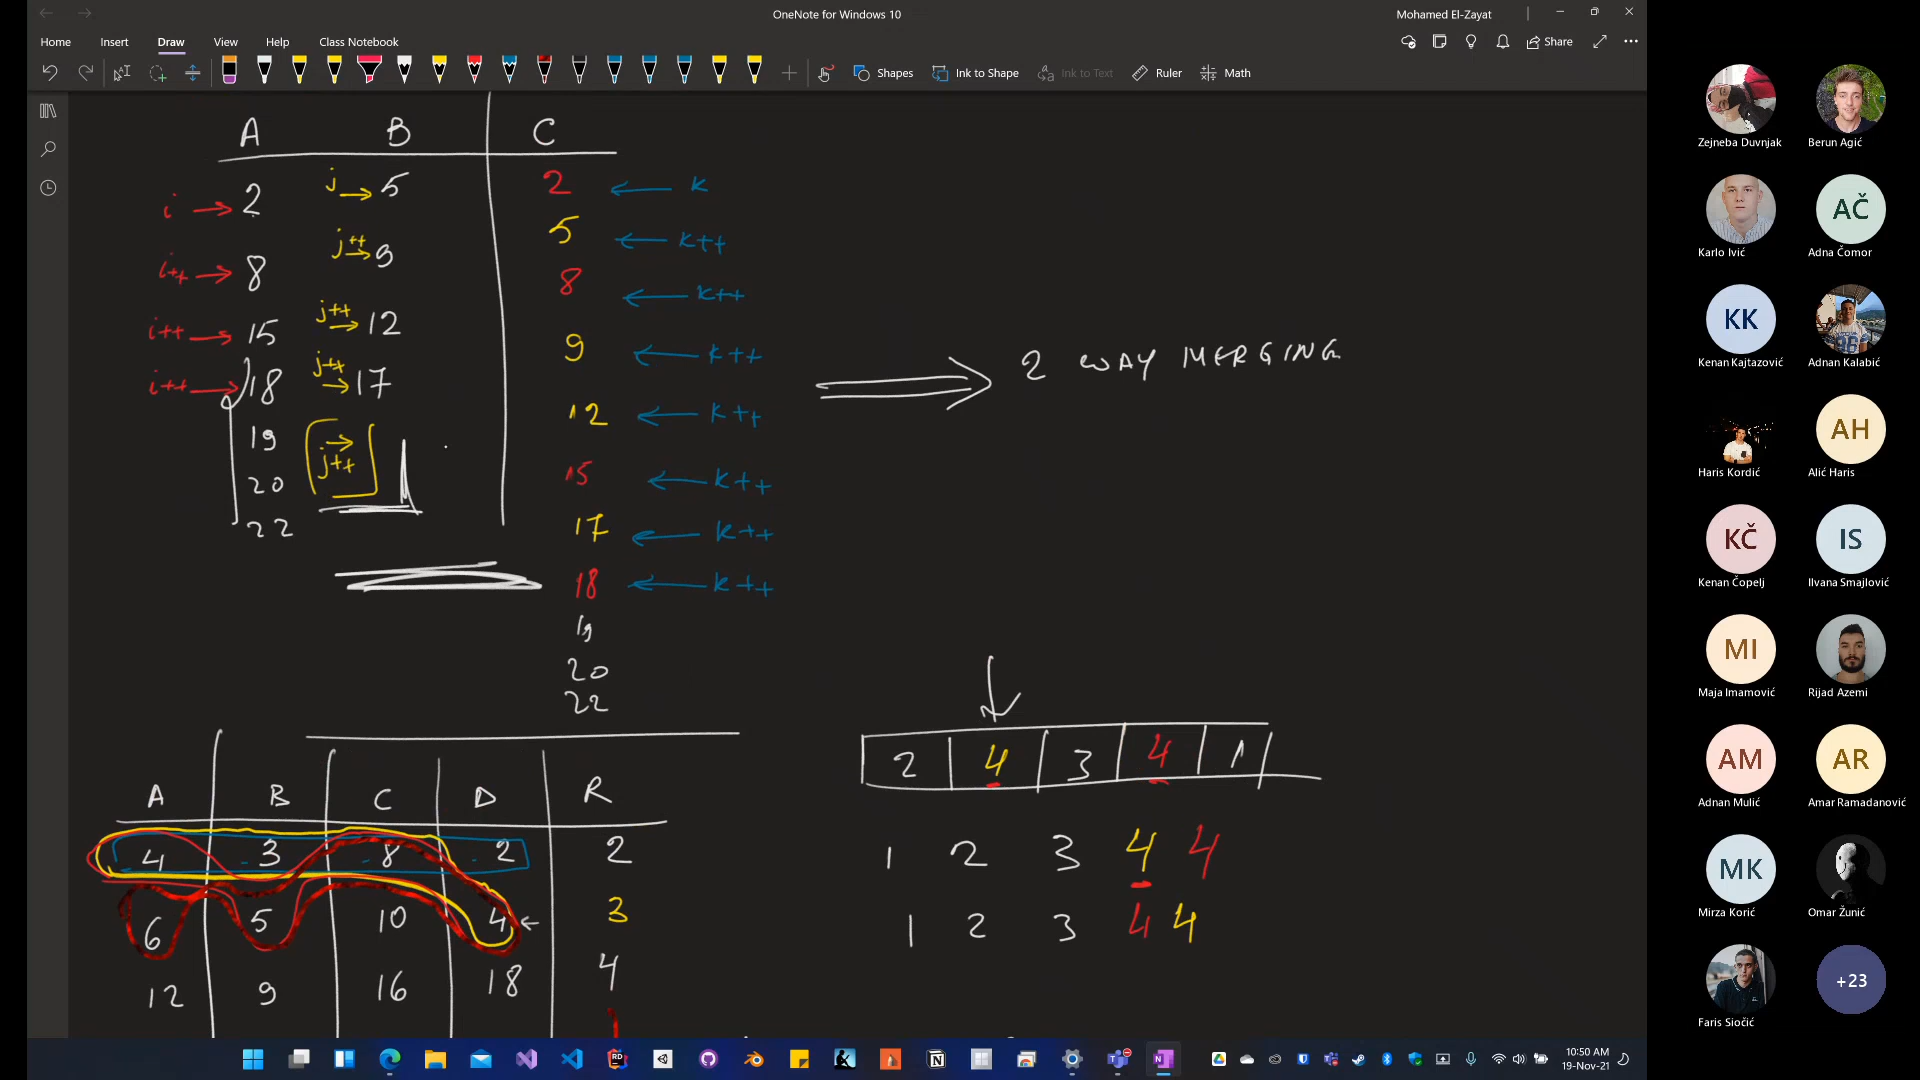 OneNote for Windows 10
Mohamed El-Zayat
Home Insert Draw View Help Class Notebook
Share
Shapes Ink to Shape Ink to Text Ruler Math
A B C
i 2 j 5 2 k
i++ 8 j++ 9 5 k++
8 k++
i++ 15 j++ 12 9 k++
i++ 18 j++ 17 12 k++
19 j++ 15 k++
20 17 k++
22 18 k++
19
20
22
2 WAY MERGING
2 4 3 4 1
1 2 3 4 4
1 2 3 4 4
A B C D R
4 3 8 2 2
6 5 10 4 3
12 9 16 18 4
Zejneba Duvnjak
Berun Agić
Karlo Ivić
AČ
Adna Čomor
KK
Kenan Kajtazović
Adnan Kalabić
Haris Kordić
AH
Alić Haris
KČ
Kenan Čopelj
IS
Ilvana Smajlović
MI
Maja Imamović
Rijad Azemi
AM
Adnan Mulić
AR
Amar Ramadanović
MK
Mirza Korić
Omar Žunić
Faris Siočić
+23
10:50 AM
19-Nov-21